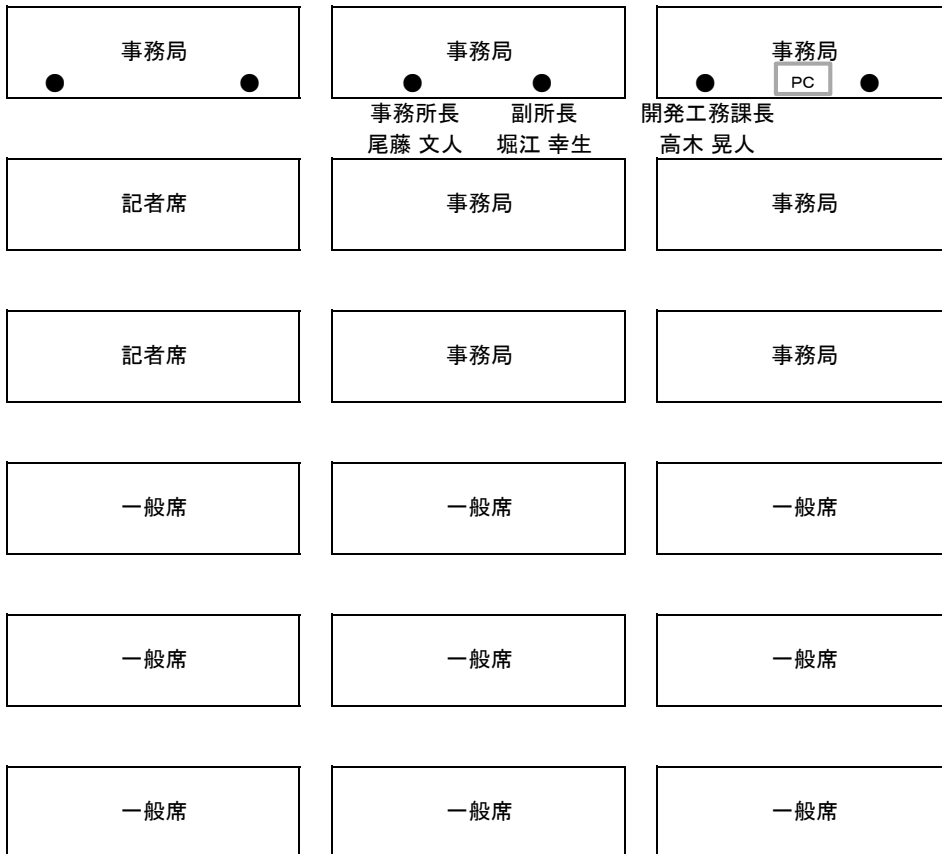 事務局 事務局 事務局
● ● ● ● ● PC ●
事務所長 副所長 開発工務課長
尾藤 文人 堀江 幸生 高木 晃人
記者席 事務局 事務局
記者席 事務局 事務局
一般席 一般席 一般席
一般席 一般席 一般席
一般席 一般席 一般席